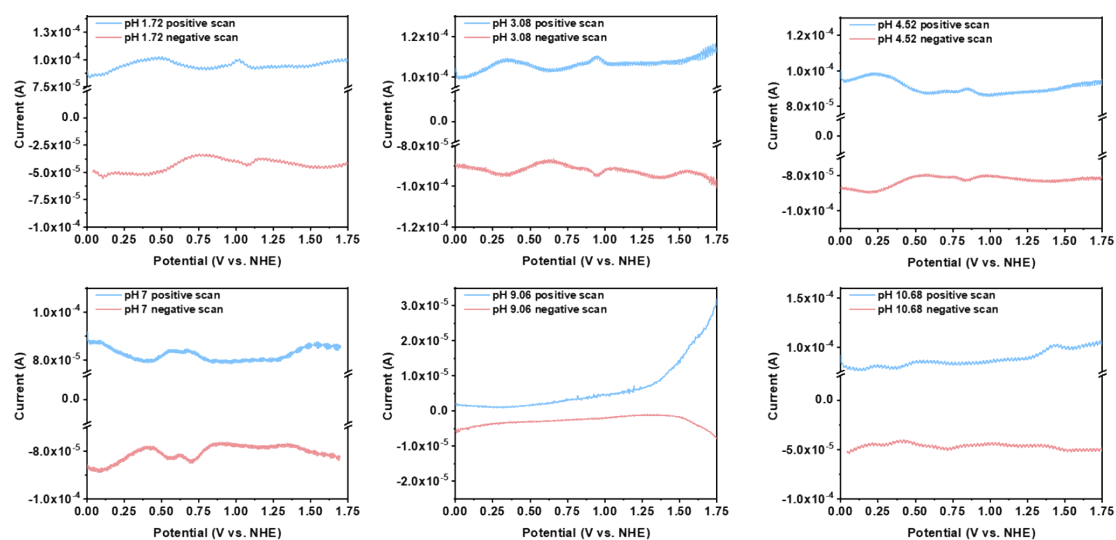 pH 1.72 positive scan
pH 1.72 negative scan
Current (A)
1.3x10⁻⁴
1.0x10⁻⁴
7.5x10⁻⁵
0.0
-2.5x10⁻⁵
-5.0x10⁻⁵
-7.5x10⁻⁵
-1.0x10⁻⁴
0.00 0.25 0.50 0.75 1.00 1.25 1.50 1.75
Potential (V vs. NHE)
pH 3.08 positive scan
pH 3.08 negative scan
Current (A)
1.2x10⁻⁴
1.0x10⁻⁴
0.0
-8.0x10⁻⁵
-1.0x10⁻⁴
-1.2x10⁻⁴
0.00 0.25 0.50 0.75 1.00 1.25 1.50 1.75
Potential (V vs. NHE)
pH 4.52 positive scan
pH 4.52 negative scan
Current (A)
1.2x10⁻⁴
1.0x10⁻⁴
8.0x10⁻⁵
0.0
-8.0x10⁻⁵
-1.0x10⁻⁴
0.00 0.25 0.50 0.75 1.00 1.25 1.50 1.75
Potential (V vs. NHE)
pH 7 positive scan
pH 7 negative scan
Current (A)
1.0x10⁻⁴
8.0x10⁻⁵
0.0
-8.0x10⁻⁵
-1.0x10⁻⁴
0.00 0.25 0.50 0.75 1.00 1.25 1.50 1.75
Potential (V vs. NHE)
pH 9.06 positive scan
pH 9.06 negative scan
Current (A)
3.0x10⁻⁵
1.0x10⁻⁵
0.0
-1.0x10⁻⁵
-2.0x10⁻⁵
0.00 0.25 0.50 0.75 1.00 1.25 1.50 1.75
Potential (V vs. NHE)
pH 10.68 positive scan
pH 10.68 negative scan
Current (A)
1.6x10⁻⁴
1.0x10⁻⁴
0.0
-5.0x10⁻⁵
-1.0x10⁻⁴
0.00 0.25 0.50 0.75 1.00 1.25 1.50 1.75
Potential (V vs. NHE)